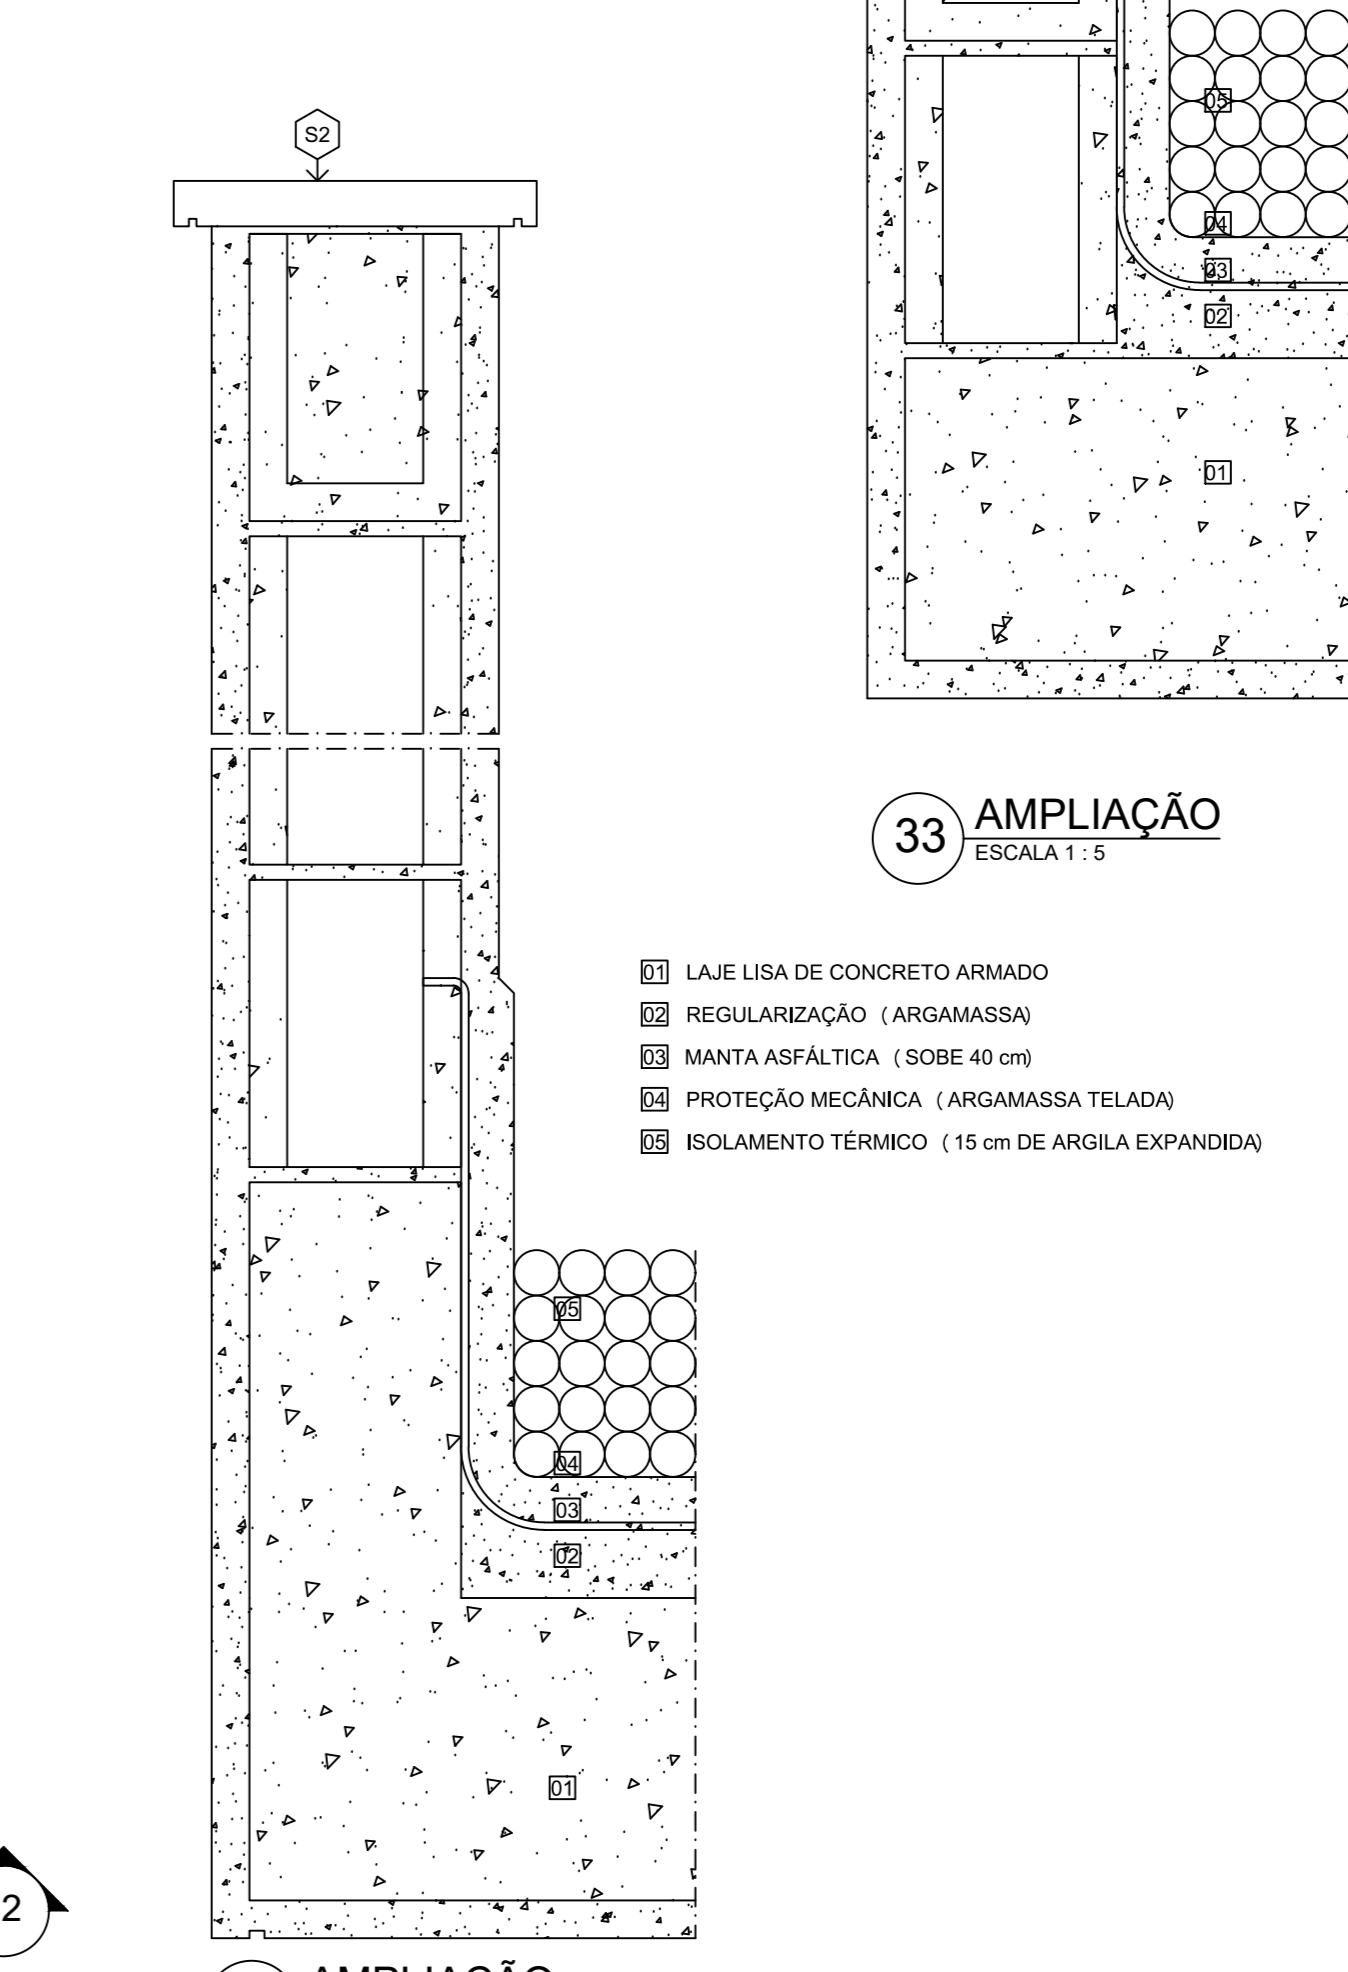 S2
05
04
03
02
01
33 AMPLIAÇÃO
ESCALA 1 : 5
01 LAJE LISA DE CONCRETO ARMADO
02 REGULARIZAÇÃO ( ARGAMASSA)
03 MANTA ASFÁLTICA ( SOBE 40 cm)
04 PROTEÇÃO MECÂNICA ( ARGAMASSA TELADA)
05 ISOLAMENTO TÉRMICO ( 15 cm DE ARGILA EXPANDIDA)
05
04
03
02
01
2
AMPLIAÇÃO